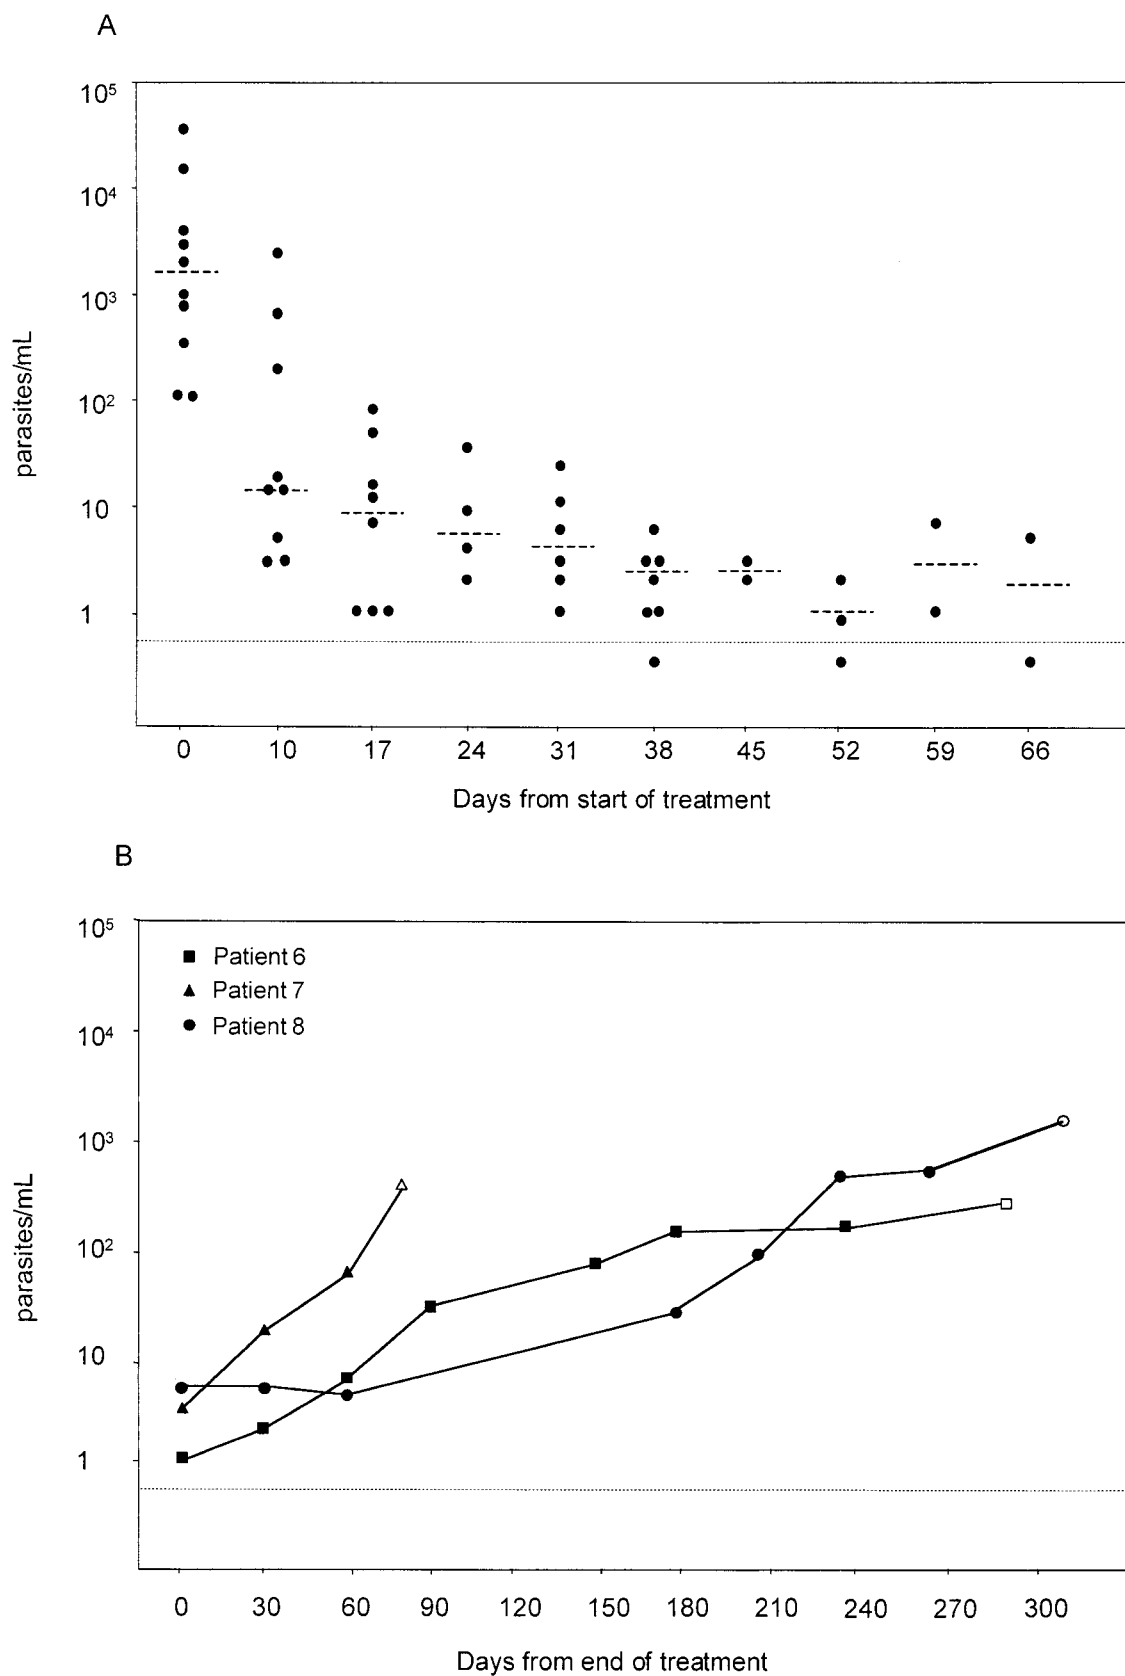 A
10⁵
10⁴
10³
10²
10
1
parasites/mL
0 10 17 24 31 38 45 52 59 66
Days from start of treatment
B
10⁵
10⁴
10³
10²
10
1
parasites/mL
Patient 6
Patient 7
Patient 8
0 30 60 90 120 150 180 210 240 270 300
Days from end of treatment